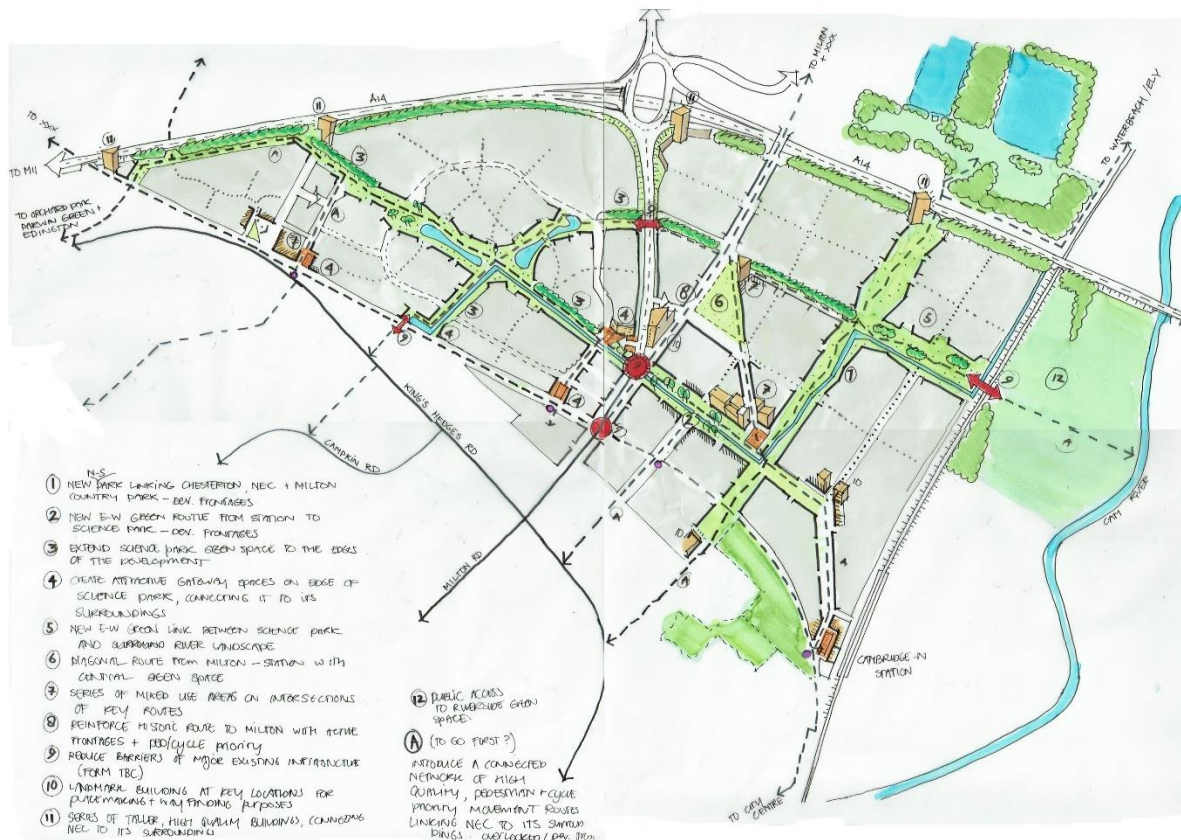 A14
TO MILTON
+ XXX
TO WATERBEACH / ELY
TO XXX
TO M11
A14
TO ORCHARD PARK
DARWIN GREEN +
EDINGTON
KING'S HEDGES RD
CAMPKIN RD
MILTON RD
CAM RIVER
CAMBRIDGE-N
STATION
TO CITY
CENTRE
N-S
① NEW PARK LINKING CHESTERTON, NEC + MILTON
COUNTRY PARK - DEV. FRONTAGES
② NEW E-W GREEN ROUTE FROM STATION TO
SCIENCE PARK - DEV. FRONTAGES
③ EXTEND SCIENCE PARK GREEN SPACE TO THE EDGES
OF THE DEVELOPMENT
④ CREATE ATTRACTIVE GATEWAY SPACES ON EDGE OF
SCIENCE PARK, CONNECTING IT TO ITS
SURROUNDINGS
⑤ NEW E-W GREEN LINK BETWEEN SCIENCE PARK
AND RIVER LANDSCAPE
⑥ DIAGONAL ROUTE FROM MILTON - STATION WITH
CENTRAL GREEN SPACE
⑦ SERIES OF MIXED USE AREAS ON INTERSECTIONS
OF KEY ROUTES
⑧ REINFORCE HISTORIC ROUTE TO MILTON WITH ACTIVE
FRONTAGES + PED/CYCLE PRIORITY
⑨ REDUCE BARRIERS OF MAJOR EXISTING INFRASTRUCTURE
(FORM TBC)
⑩ LANDMARK BUILDING AT KEY LOCATIONS FOR
PLACEMAKING + WAY FINDING PURPOSES
⑪ SERIES OF TALLER, HIGH QUALITY BUILDINGS, CONNECTING
NEC TO ITS SURROUNDINGS
⑫ PUBLIC ACCESS
TO RIVERSIDE GREEN
SPACE
Ⓐ (TO GO FIRST?)
INTRODUCE A CONNECTED
NETWORK OF HIGH
QUALITY, PEDESTRIAN + CYCLE
PRIORITY MOVEMENT ROUTES
LINKING NEC TO ITS SURROUN
DINGS. OVERLOOKED / DEV.